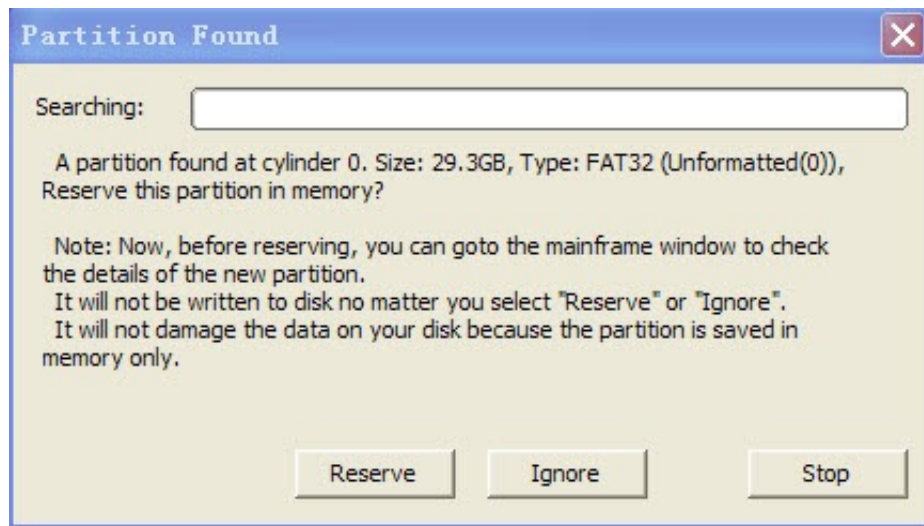 Partition Found
Searching:
A partition found at cylinder 0. Size: 29.3GB, Type: FAT32 (Unformatted(0)),
Reserve this partition in memory?
Note: Now, before reserving, you can goto the mainframe window to check
the details of the new partition.
It will not be written to disk no matter you select "Reserve" or "Ignore".
It will not damage the data on your disk because the partition is saved in
memory only.
Reserve
Ignore
Stop